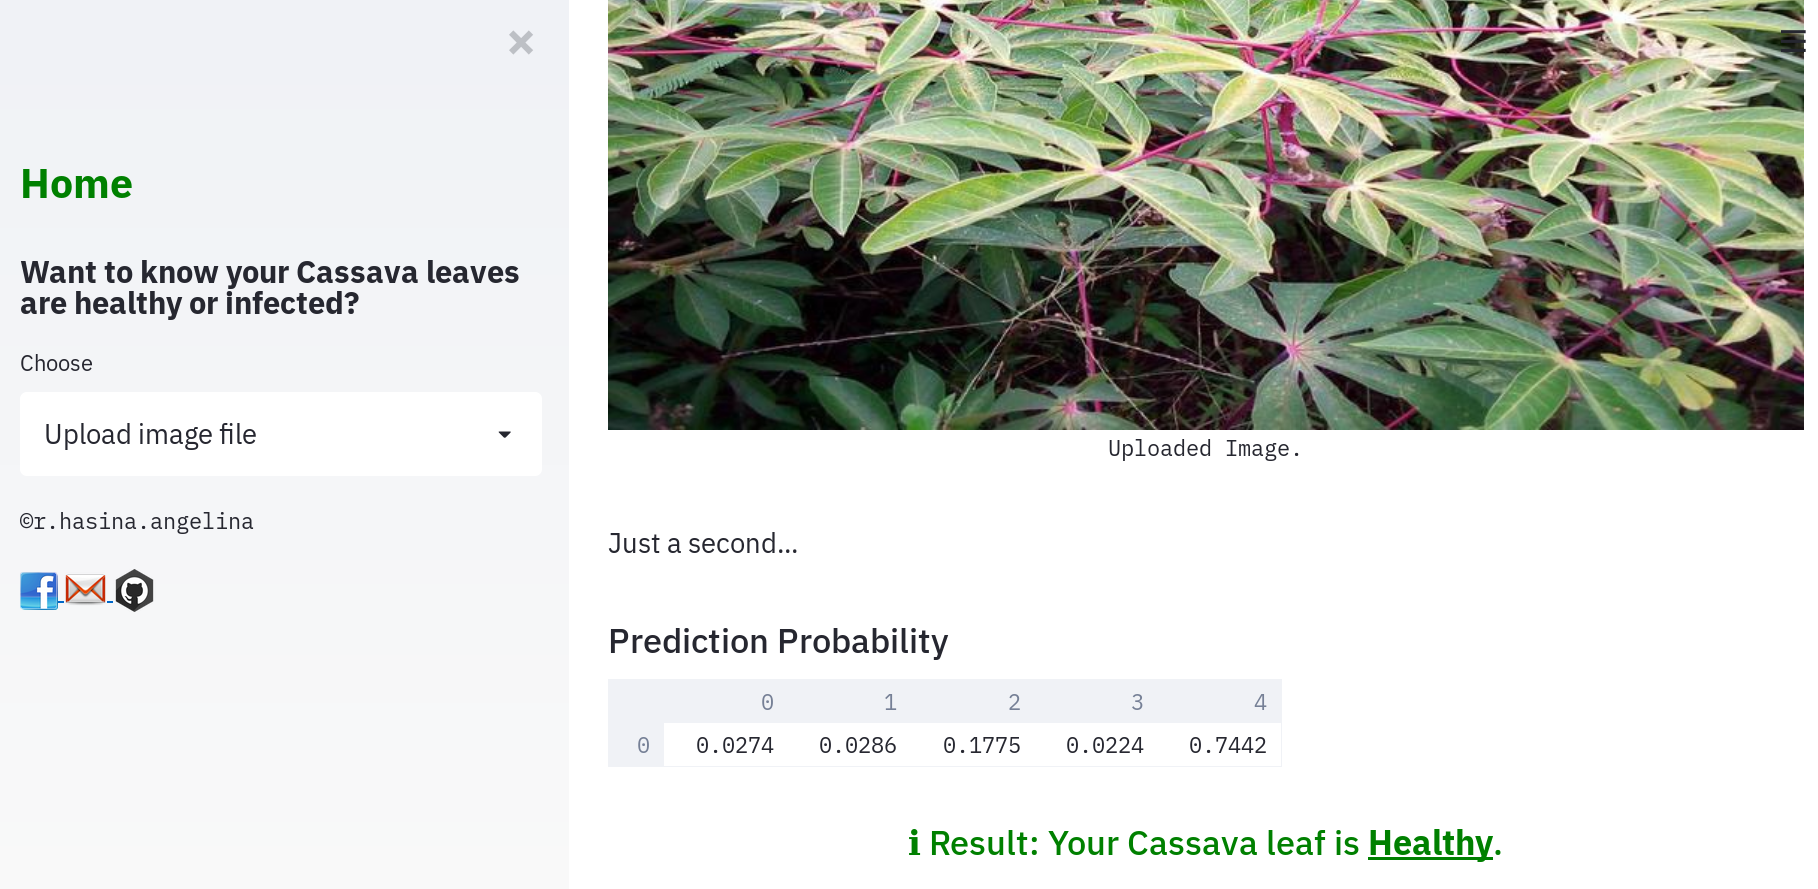 ×
Home
Want to know your Cassava leaves
are healthy or infected?
Choose
Upload image file
©r.hasina.angelina
Uploaded Image.
Just a second...
Prediction Probability
0 1 2 3 4
0 0.0274 0.0286 0.1775 0.0224 0.7442
ℹ Result: Your Cassava leaf is Healthy.